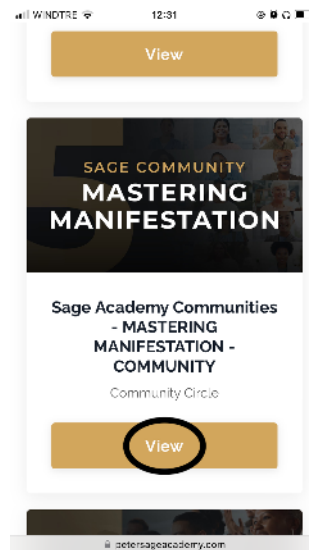 WINDTRE 12:31
View
SAGE COMMUNITY
MASTERING
MANIFESTATION
Sage Academy Communities
- MASTERING
MANIFESTATION -
COMMUNITY
Community Circle
View
petersageacademy.com